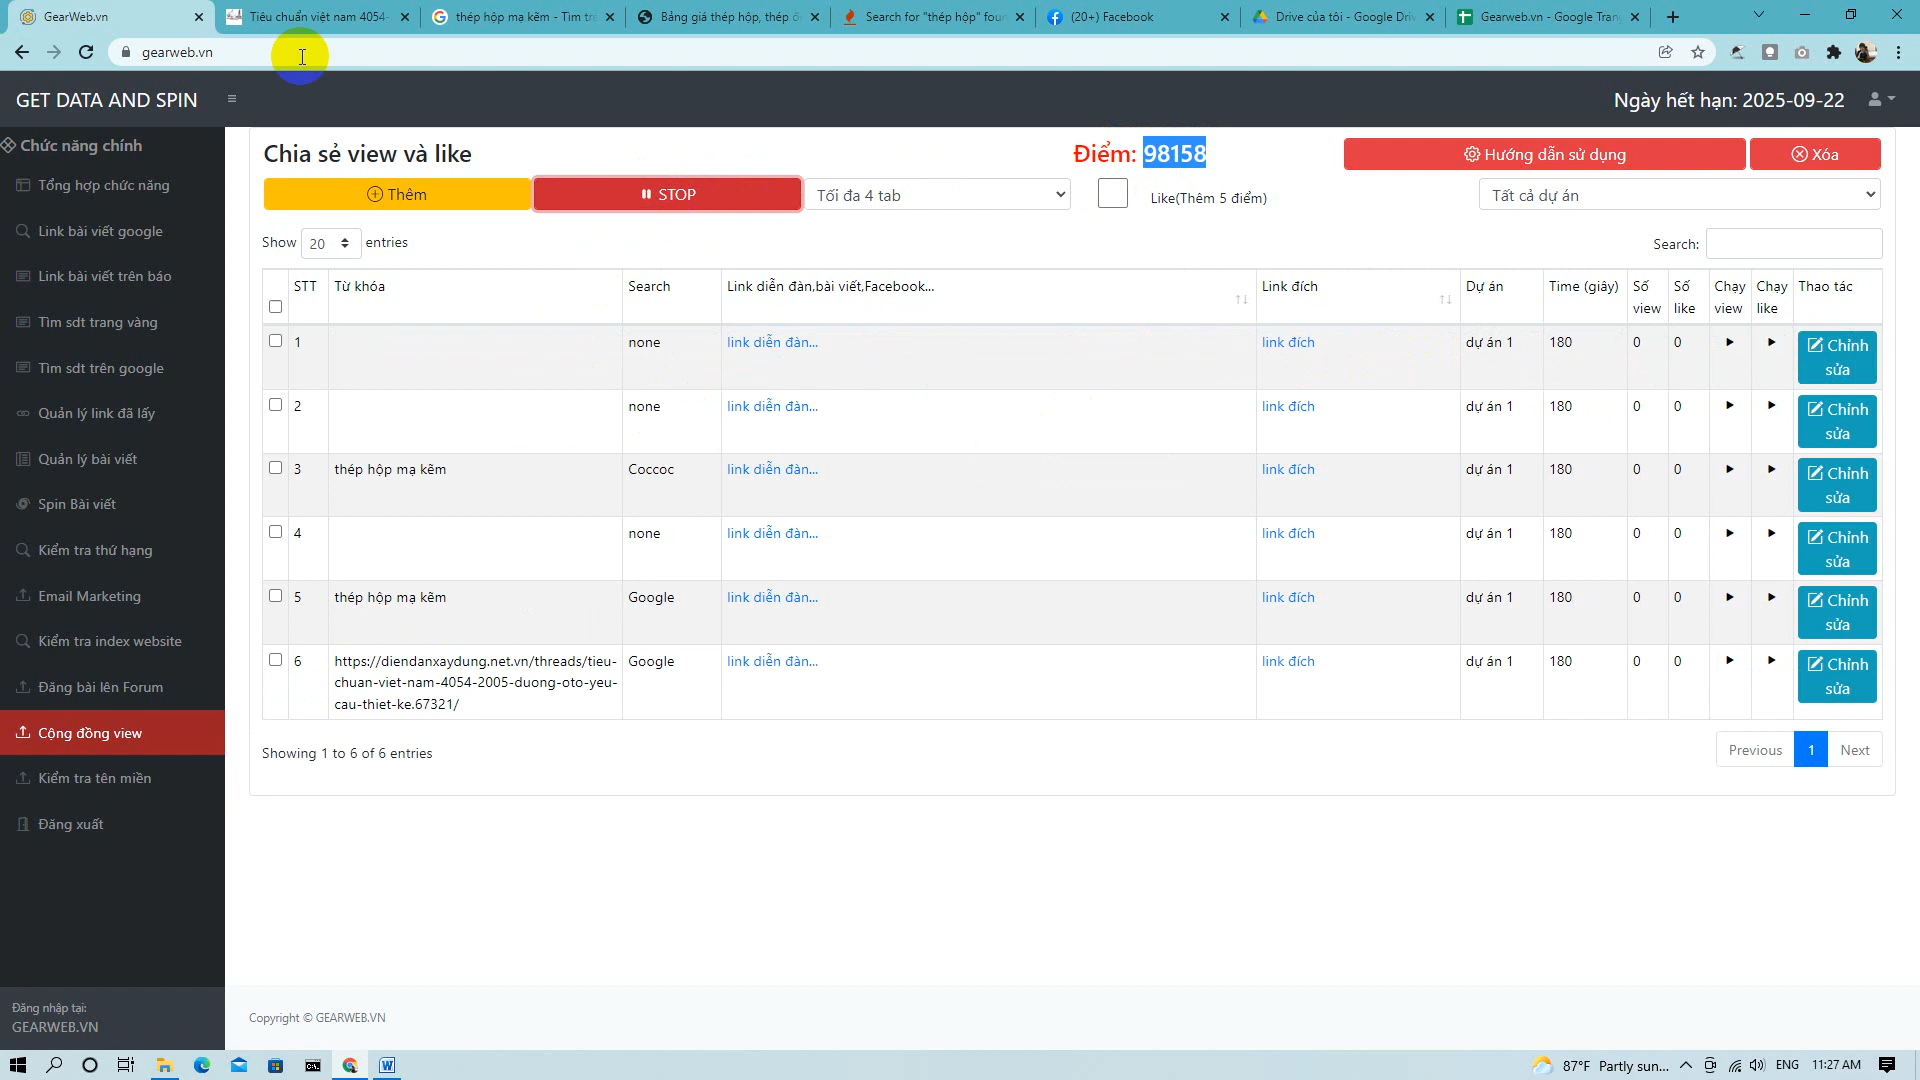 GearWeb.vn
Tiêu chuẩn việt nam 4054-
thép hộp mạ kẽm - Tìm tr
Bảng giá thép hộp, thép ố
Search for "thép hộp" four
(20+) Facebook
Drive của tôi - Google Driv
Gearweb.vn - Google Tran
gearweb.vn
GET DATA AND SPIN
Ngày hết hạn: 2025-09-22
Chức năng chính
Tổng hợp chức năng
Link bài viết google
Link bài viết trên báo
Tìm sdt trang vàng
Tìm sdt trên google
Quản lý link đã lấy
Quản lý bài viết
Spin Bài viết
Kiểm tra thứ hạng
Email Marketing
Kiểm tra index website
Đăng bài lên Forum
Cộng đồng view
Kiểm tra tên miền
Đăng xuất
Đăng nhập tại:
GEARWEB.VN
Chia sẻ view và like
Điểm: 98158
Hướng dẫn sử dụng
Xóa
Thêm
STOP
Tối đa 4 tab
Like(Thêm 5 điểm)
Tất cả dự án
Show 20 entries
Search:
STT Từ khóa Search Link diễn đàn,bài viết,Facebook... Link đích Dự án Time (giây) Số view Số like Chạy view Chạy like Thao tác
1 none link diễn đàn... link đích dự án 1 180 0 0 Chỉnh sửa
2 none link diễn đàn... link đích dự án 1 180 0 0 Chỉnh sửa
3 thép hộp mạ kẽm Coccoc link diễn đàn... link đích dự án 1 180 0 0 Chỉnh sửa
4 none link diễn đàn... link đích dự án 1 180 0 0 Chỉnh sửa
5 thép hộp mạ kẽm Google link diễn đàn... link đích dự án 1 180 0 0 Chỉnh sửa
6 https://diendanxaydung.net.vn/threads/tieu-chuan-viet-nam-4054-2005-duong-oto-yeu-cau-thiet-ke.67321/ Google link diễn đàn... link đích dự án 1 180 0 0 Chỉnh sửa
Showing 1 to 6 of 6 entries
Previous 1 Next
Copyright © GEARWEB.VN
87°F Partly sun...
ENG
11:27 AM